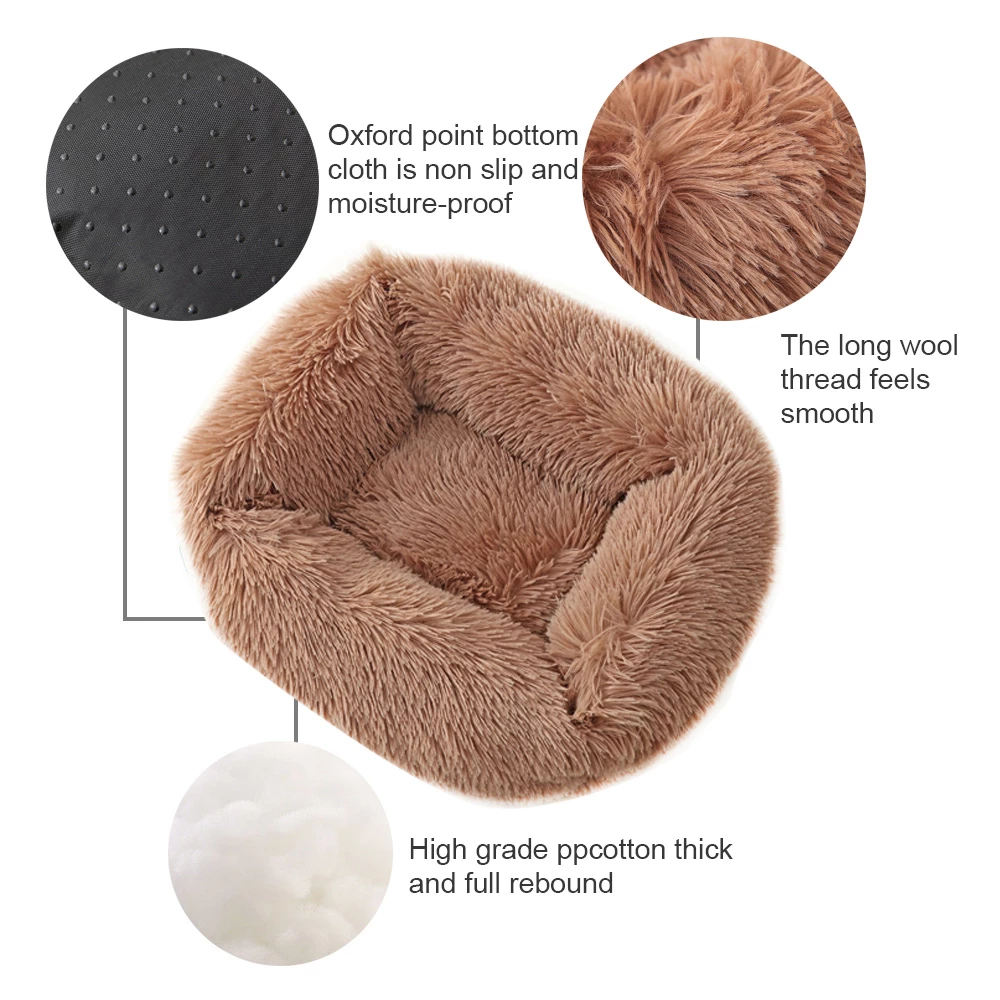 Oxford point bottom
cloth is non slip and
moisture-proof
The long wool
thread feels
smooth
High grade ppcotton thick
and full rebound